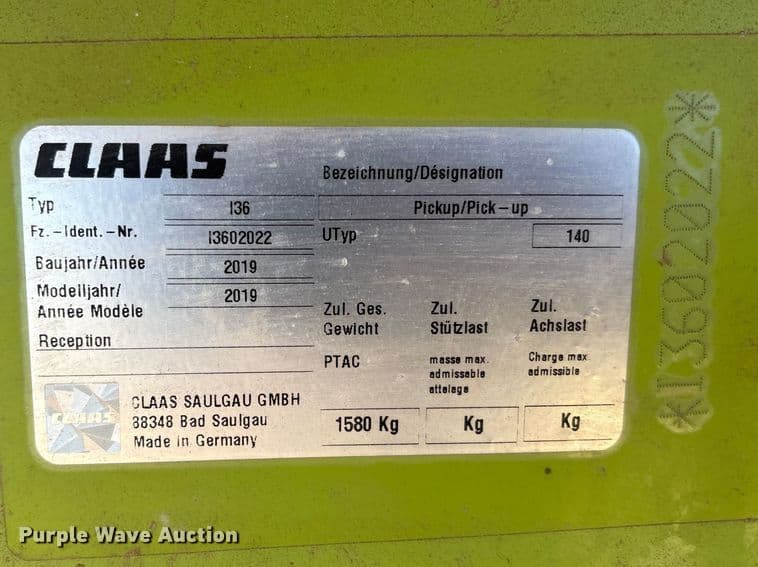 CLAAS
Bezeichnung/Désignation
Typ I36 Pickup/Pick-up
Fz.-Ident.-Nr. I3602022 UTyp 140
Baujahr/Année 2019
Modelljahr/
Année Modèle 2019
Reception
Zul. Ges.
Gewicht
PTAC
1580 Kg
Zul.
Stützlast
masse max.
admissable
attelage
Kg
Zul.
Achslast
Charge max
admissible
Kg
CLAAS
CLAAS SAULGAU GMBH
88348 Bad Saulgau
Made in Germany
*I3602022*
Purple Wave Auction